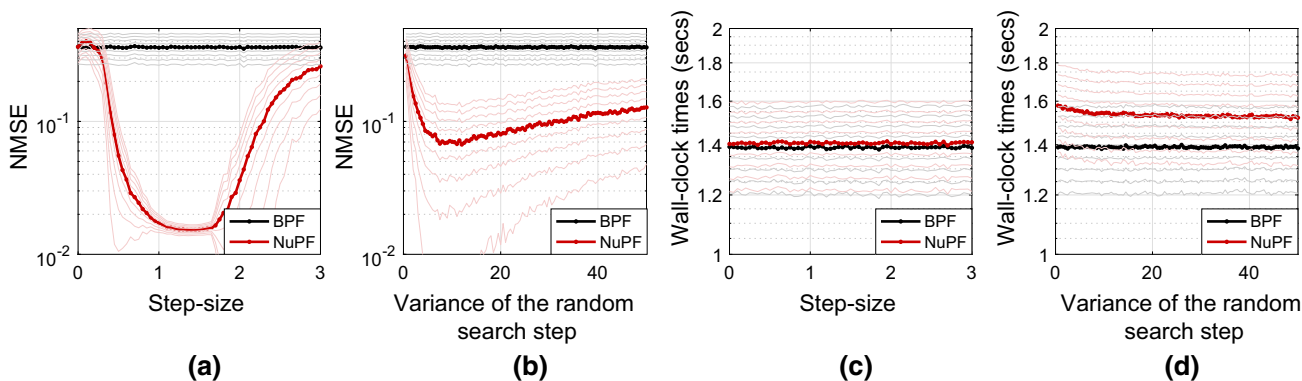 NMSE
10^-1
10^-2
0 1 2 3
Step-size
BPF
NuPF
(a)
NMSE
10^-1
10^-2
0 20 40
Variance of the random
search step
BPF
NuPF
(b)
Wall-clock times (secs)
2
1.8
1.6
1.4
1.2
1
0 1 2 3
Step-size
BPF
NuPF
(c)
Wall-clock times (secs)
2
1.8
1.6
1.4
1.2
1
0 20 40
Variance of the random
search step
BPF
NuPF
(d)